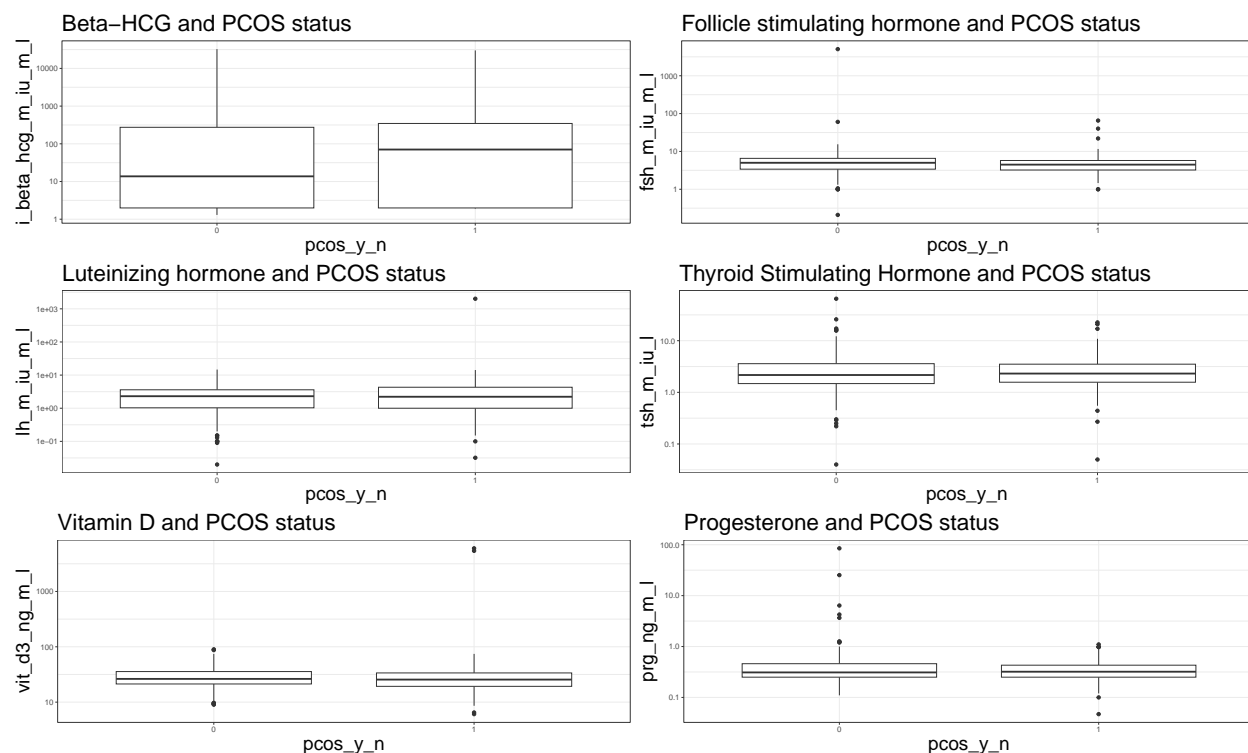 Beta−HCG and PCOS status
i_beta_hcg_m_iu_m_l
10000
1000
100
10
1
0
1
pcos_y_n
Follicle stimulating hormone and PCOS status
fsh_m_iu_m_l
1000
10
1
0
1
pcos_y_n
Luteinizing hormone and PCOS status
lh_m_iu_m_l
1e+03
1e+02
1e+01
1e+00
1e−01
0
1
pcos_y_n
Thyroid Stimulating Hormone and PCOS status
tsh_m_iu_l
10.0
1.0
0.1
0
1
pcos_y_n
Vitamin D and PCOS status
vit_d3_ng_m_l
1000
100
10
0
1
pcos_y_n
Progesterone and PCOS status
prg_ng_m_l
100.0
10.0
1.0
0.1
0
1
pcos_y_n